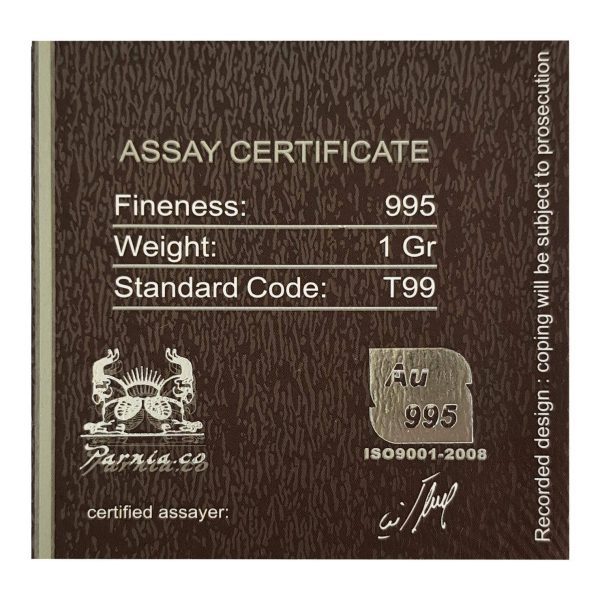 ASSAY CERTIFICATE
Fineness: 995
Weight: 1 Gr
Standard Code: T99
Au
995
ISO9001-2008
Parnia.co
certified assayer:
Recorded design : coping will be subject to prosecution